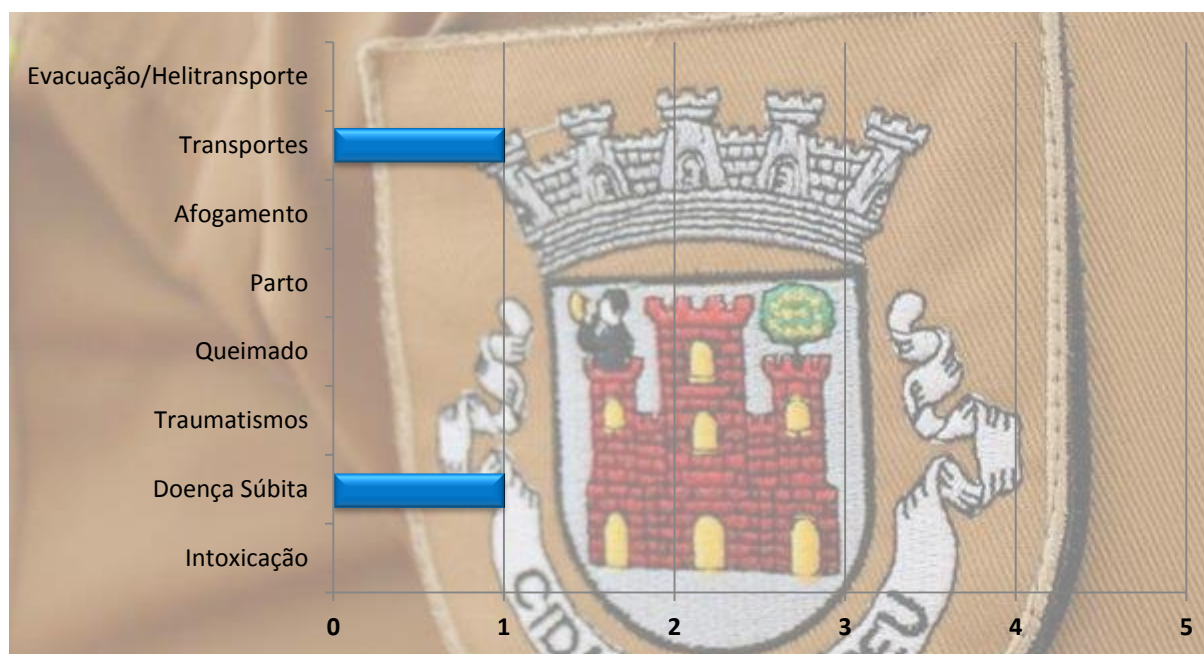 Evacuação/Helitransporte
Transportes
Afogamento
Parto
Queimado
Traumatismos
Doença Súbita
Intoxicação
0 1 2 3 4 5